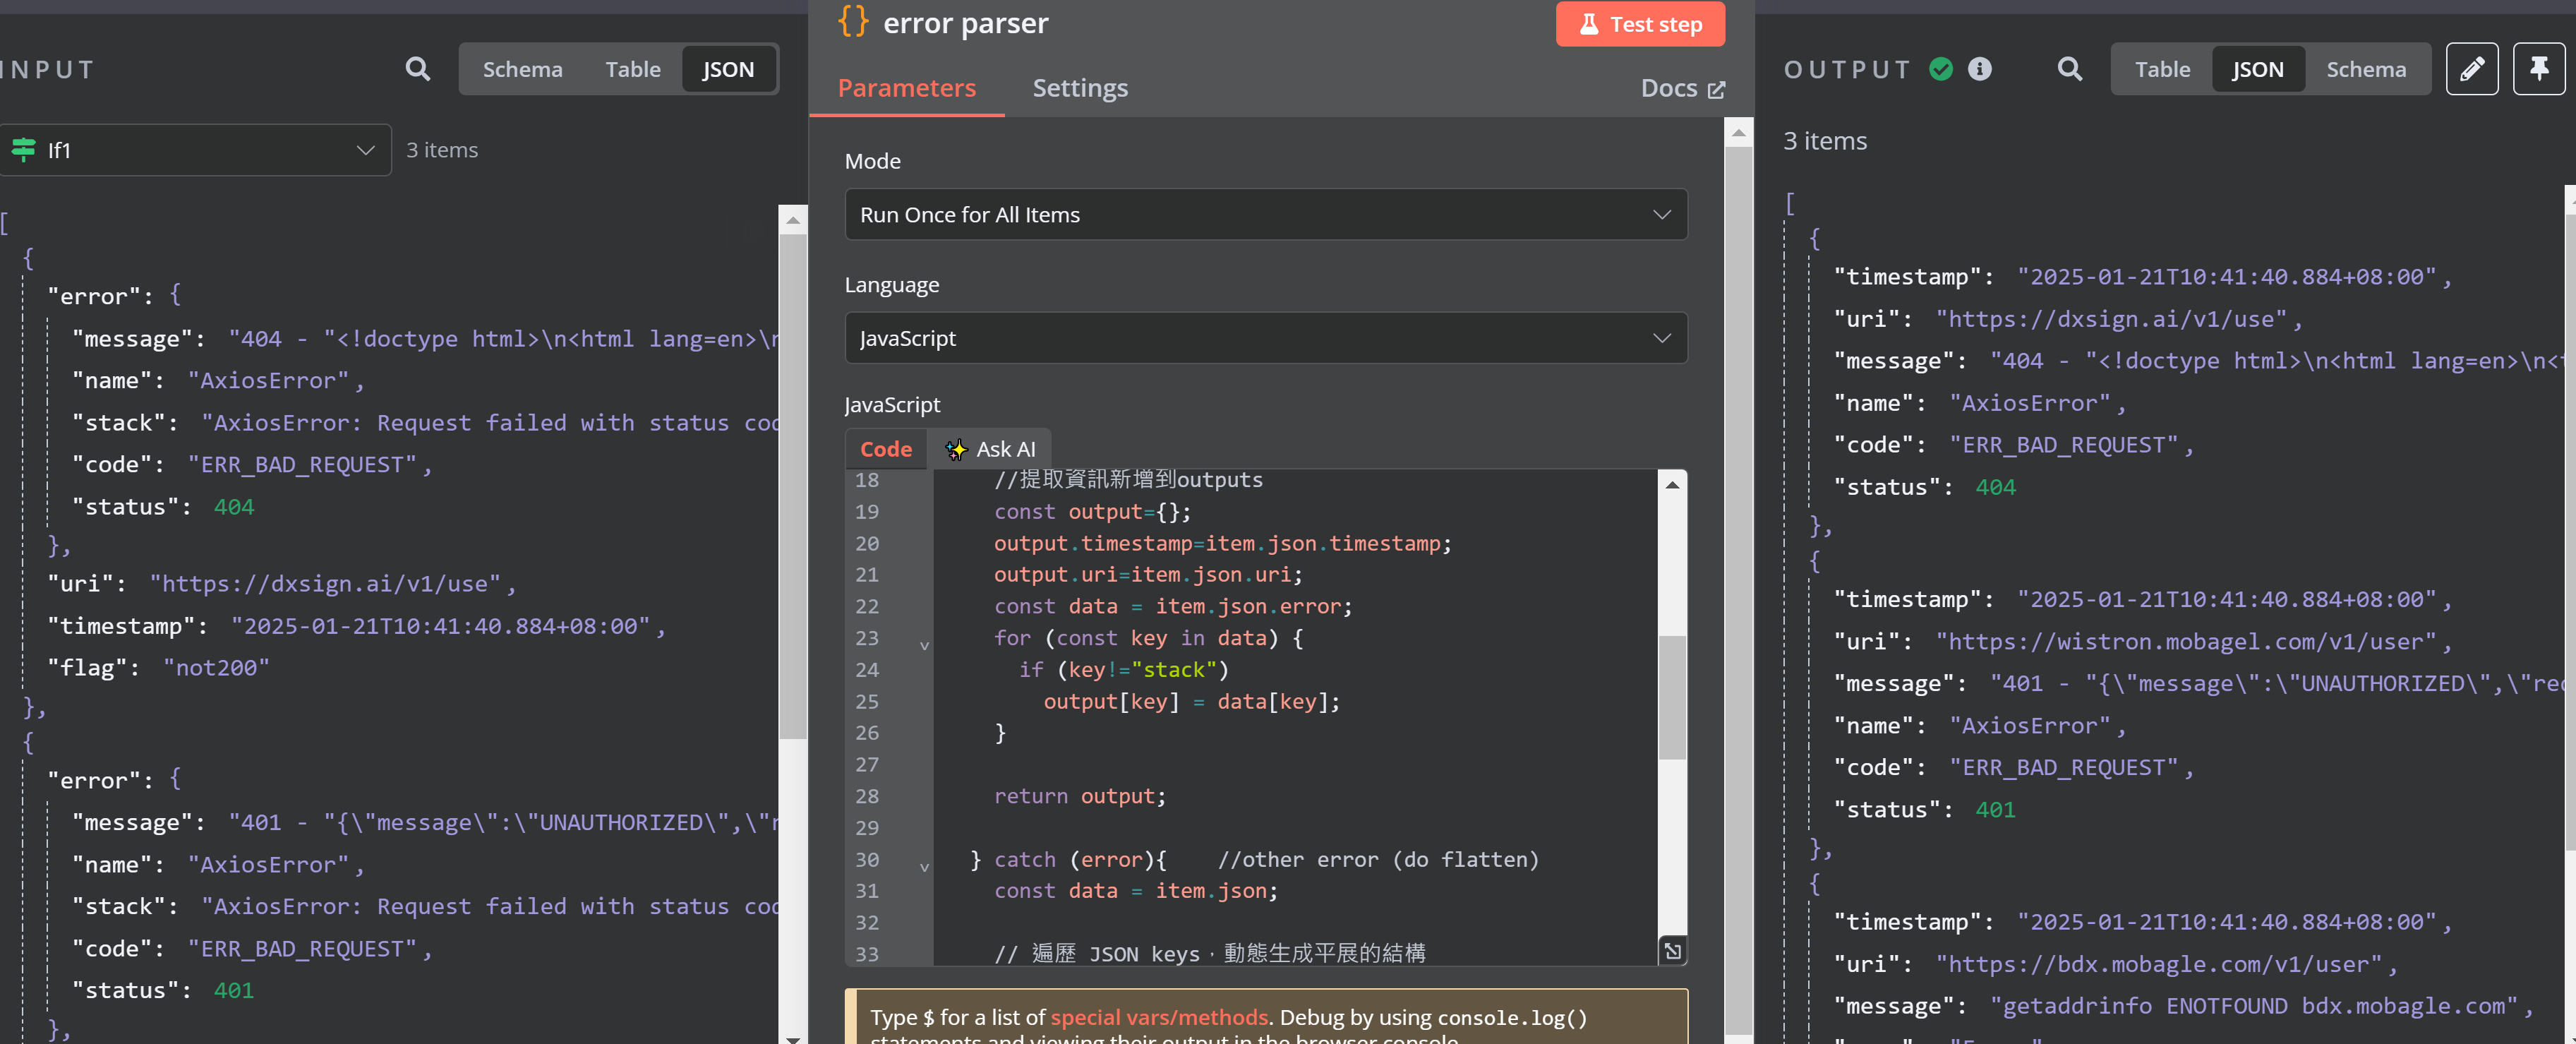 INPUT
Schema
Table
JSON
If1
3 items
[
{
"error": {
"message": "404 - "<!doctype html>\n<html lang=en>\n
"name": "AxiosError",
"stack": "AxiosError: Request failed with status cod
"code": "ERR_BAD_REQUEST",
"status": 404
},
"uri": "https://dxsign.ai/v1/use",
"timestamp": "2025-01-21T10:41:40.884+08:00",
"flag": "not200"
},
{
"error": {
"message": "401 - "{\"message\":\"UNAUTHORIZED\",\"r
"name": "AxiosError",
"stack": "AxiosError: Request failed with status cod
"code": "ERR_BAD_REQUEST",
"status": 401
},
{} error parser
Test step
Parameters
Settings
Docs
Mode
Run Once for All Items
Language
JavaScript
JavaScript
Code
Ask AI
18 //提取資訊新增到outputs
19 const output={};
20 output.timestamp=item.json.timestamp;
21 output.uri=item.json.uri;
22 const data = item.json.error;
23 for (const key in data) {
24 if (key!="stack")
25 output[key] = data[key];
26 }
27
28 return output;
29
30 } catch (error){ //other error (do flatten)
31 const data = item.json;
32
33 // 遍歷 JSON keys，動態生成平展的結構
Type $ for a list of special vars/methods. Debug by using console.log()
statements and viewing their output in the browser console.
OUTPUT
Table
JSON
Schema
3 items
[
{
"timestamp": "2025-01-21T10:41:40.884+08:00",
"uri": "https://dxsign.ai/v1/use",
"message": "404 - "<!doctype html>\n<html lang=en>\n<
"name": "AxiosError",
"code": "ERR_BAD_REQUEST",
"status": 404
},
{
"timestamp": "2025-01-21T10:41:40.884+08:00",
"uri": "https://wistron.mobagel.com/v1/user",
"message": "401 - "{\"message\":\"UNAUTHORIZED\",\"rec
"name": "AxiosError",
"code": "ERR_BAD_REQUEST",
"status": 401
},
{
"timestamp": "2025-01-21T10:41:40.884+08:00",
"uri": "https://bdx.mobagle.com/v1/user",
"message": "getaddrinfo ENOTFOUND bdx.mobagle.com",